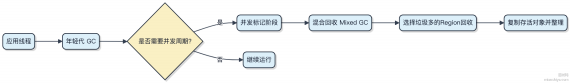 应用线程
年轻代 GC
是否需要并发周期?
是
并发标记阶段
混合回收 Mixed GC
选择垃圾多的Region回收
复制存活对象并整理
否
继续运行